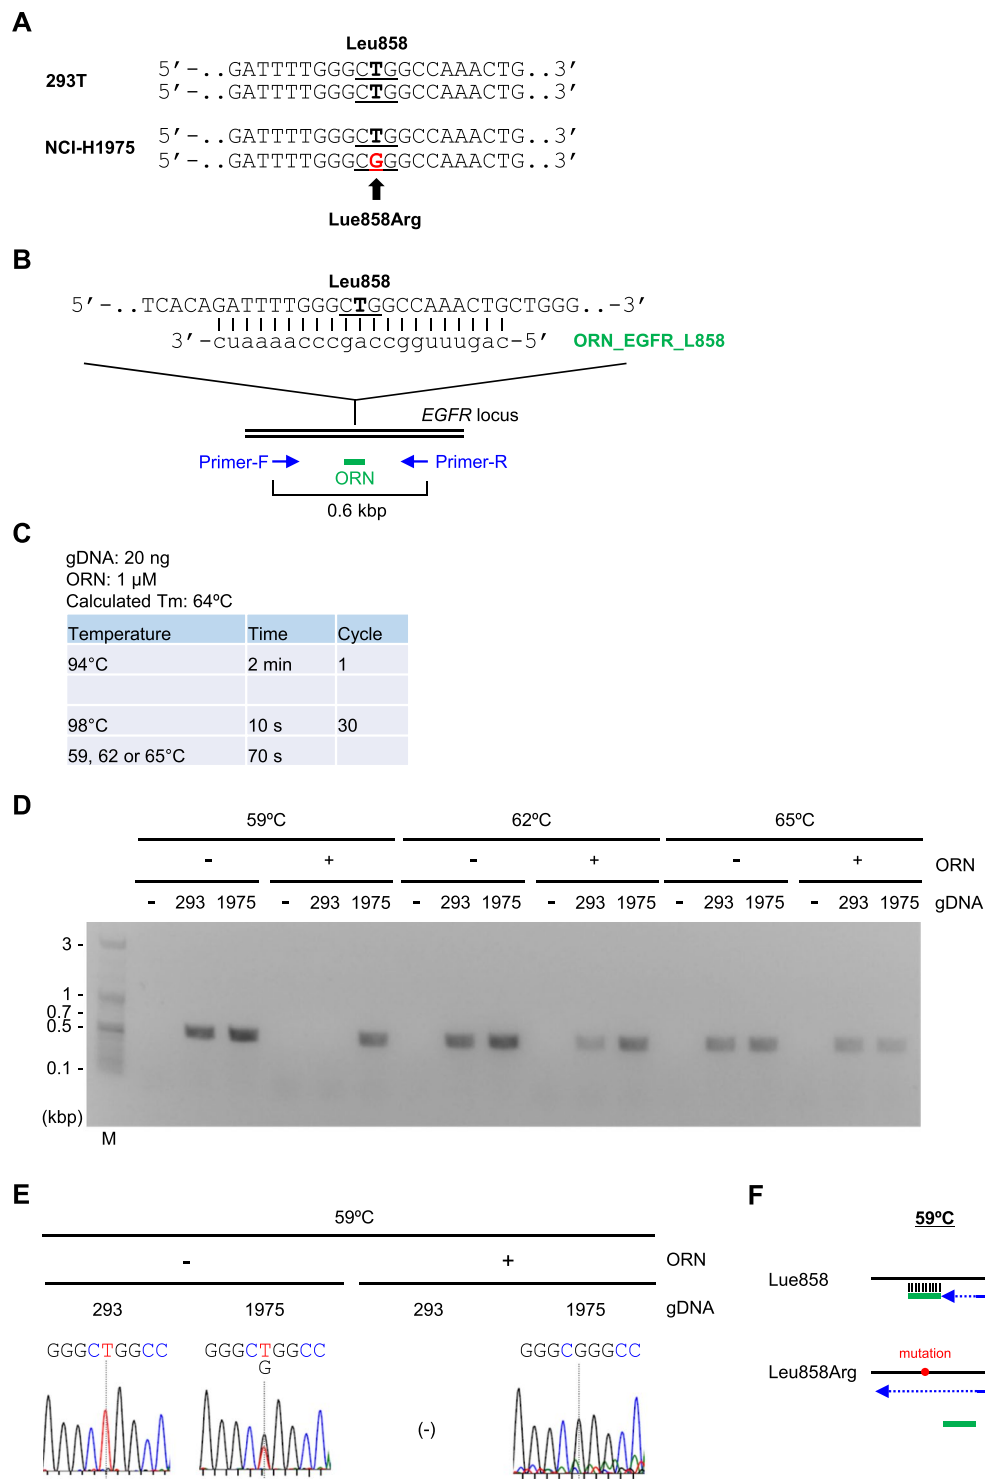 A
Leu858
293T
5′-..GATTTTGGGCTGGCCAAACTG..3′
5′-..GATTTTGGGCTGGCCAAACTG..3′
NCI-H1975
5′-..GATTTTGGGCTGGCCAAACTG..3′
5′-..GATTTTGGGCGGGCCAAACTG..3′
Lue858Arg
B
Leu858
5′-..TCACAGATTTTGGGCTGGCCAAACTGCTGGG..-3′
3′-cuaaaacccgaccgguuugac-5′ ORN_EGFR_L858
EGFR locus
Primer-F Primer-R
ORN
0.6 kbp
C
gDNA: 20 ng
ORN: 1 µM
Calculated Tm: 64ºC
Temperature Time Cycle
94°C 2 min 1
98°C 10 s 30
59, 62 or 65°C 70 s
D
59ºC 62ºC 65ºC
- + - + - + ORN
- 293 1975 - 293 1975 - 293 1975 - 293 1975 - 293 1975 - 293 1975 gDNA
3 -
1 -
0.7 -
0.5 -
0.1 -
(kbp)
M
E
59ºC
- + ORN
293 1975 293 1975 gDNA
GGGCTGGCC GGGCTGGCC GGGCGGGCC
G
(-)
F
59ºC
Lue858
mutation
Leu858Arg